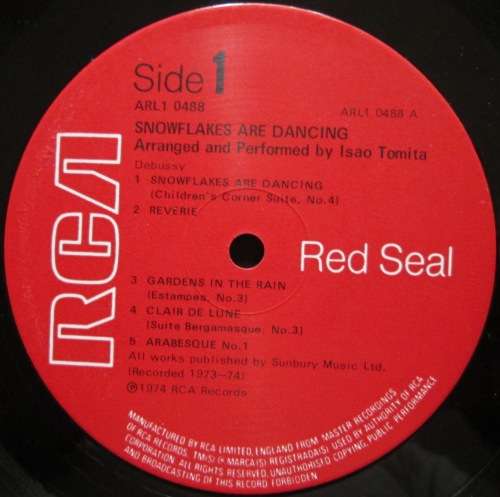 Side 1
ARL1 0488
ARL1 0488 A
SNOWFLAKES ARE DANCING
Arranged and Performed by Isao Tomita
Debussy
1 SNOWFLAKES ARE DANCING
(Children's Corner Suite, No.4)
2 REVERIE
RCA
Red Seal
3 GARDENS IN THE RAIN
(Estampes, No.3)
4 CLAIR DE LUNE
(Suite Bergamasque, No.3)
5 ARABESQUE No.1
All works published by Sunbury Music Ltd.
(Recorded 1973-74)
℗1974 RCA Records
MANUFACTURED BY RCA LIMITED, ENGLAND FROM MASTER RECORDINGS
OF RCA RECORDS. TM(S) ® MARCA(S) REGISTRADA(S) USED BY AUTHORITY OF RCA
CORPORATION. ALL RIGHTS RESERVED. UNAUTHORISED COPYING, PUBLIC PERFORMANCE
AND BROADCASTING OF THIS RECORD FORBIDDEN